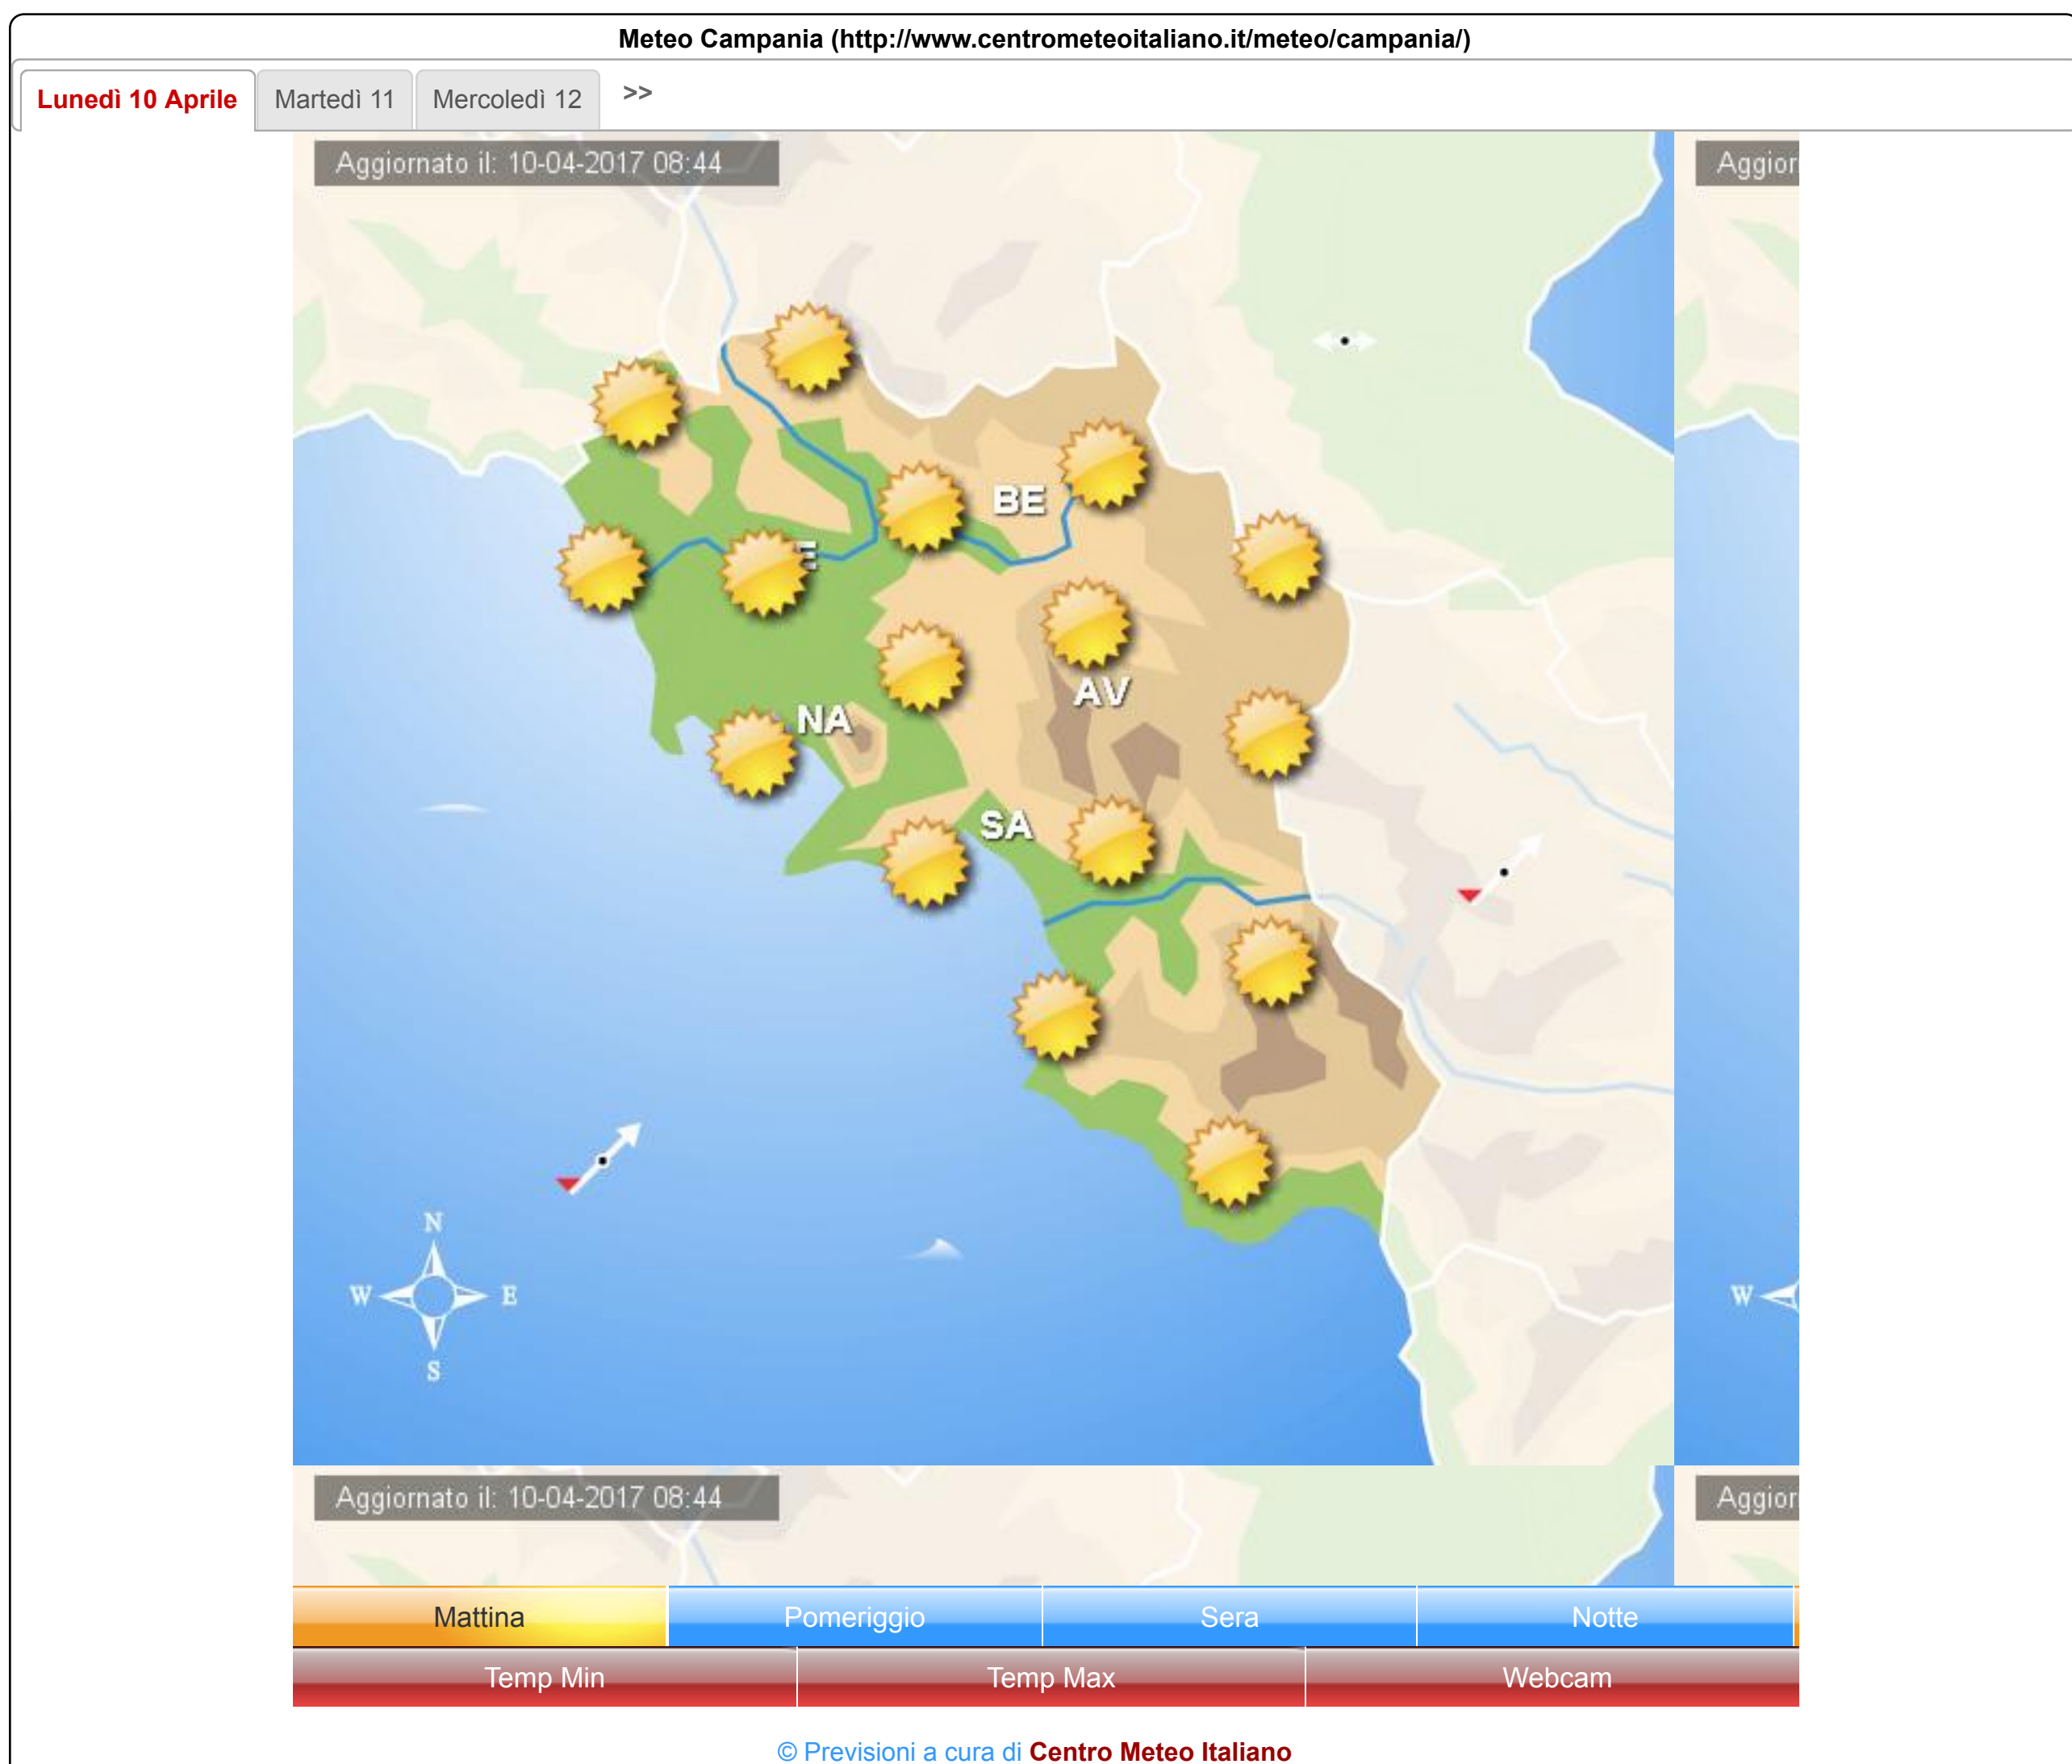 Meteo Campania (http://www.centrometeoitaliano.it/meteo/campania/)
Lunedì 10 Aprile Martedì 11 Mercoledì 12 >>
Aggiornato il: 10-04-2017 08:44
BE
E
AV
NA
SA
N
W E W
S
Aggiornato il: 10-04-2017 08:44
Mattina Pomeriggio Sera Notte
Temp Min Temp Max Webcam
© Previsioni a cura di Centro Meteo Italiano